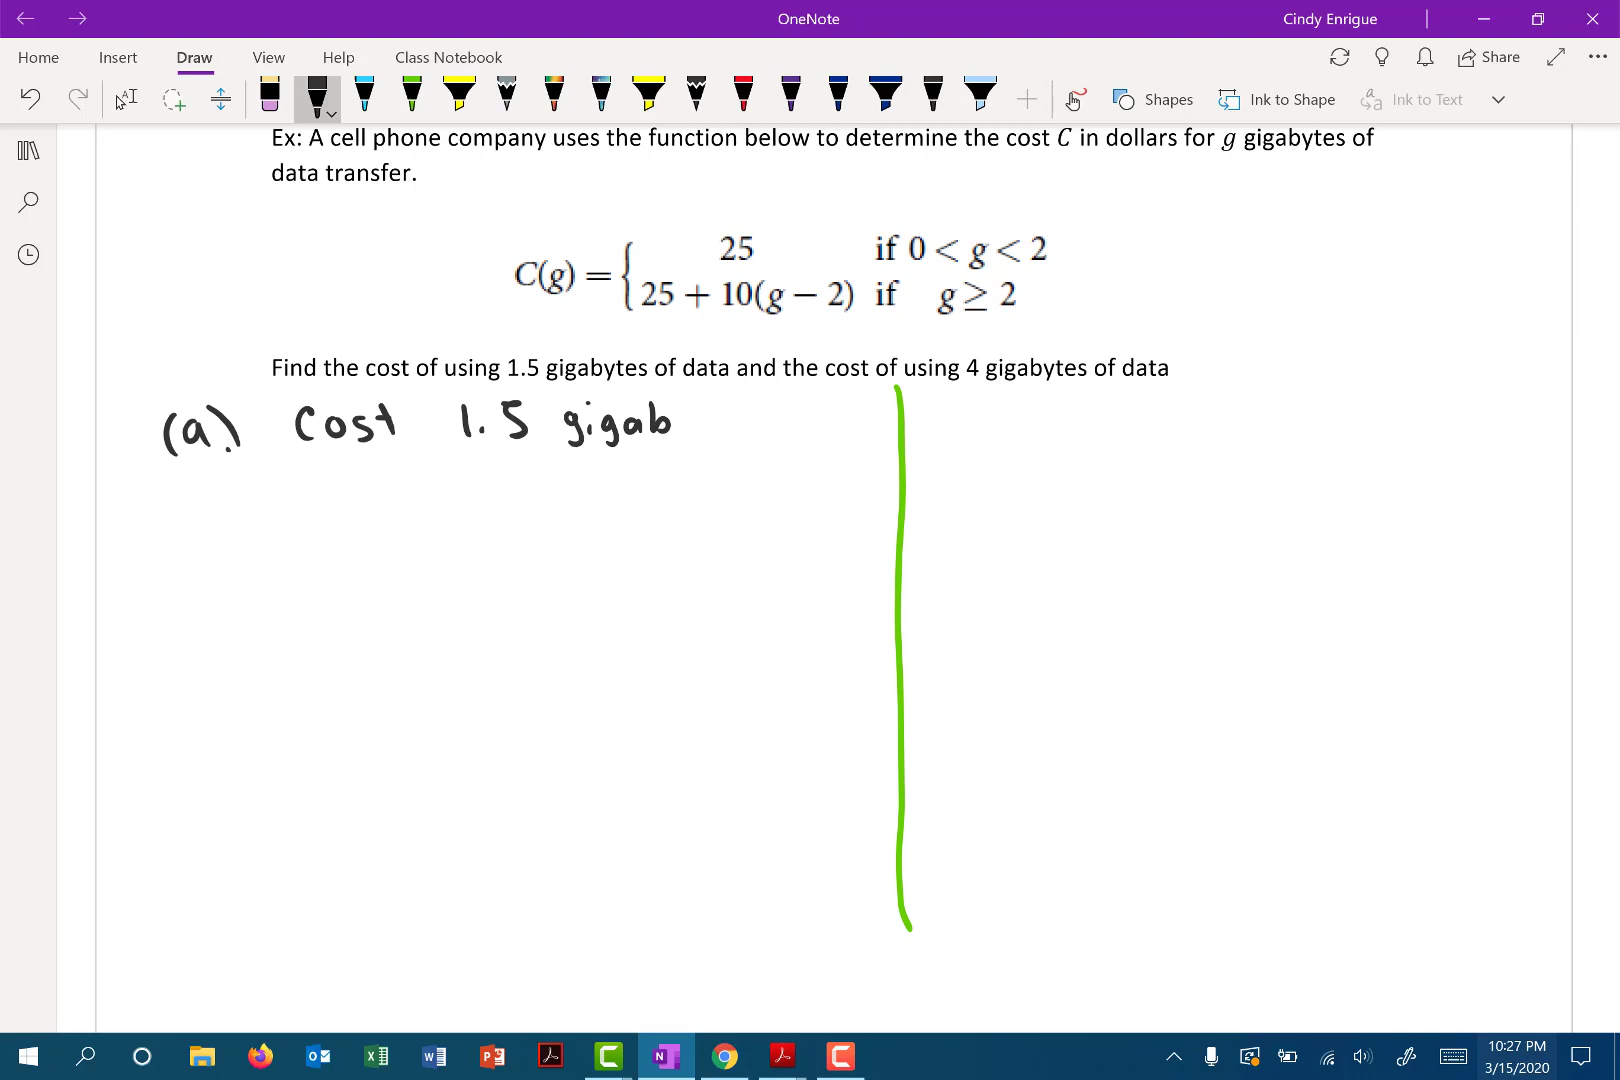 OneNote
Cindy Enrigue
Home Insert Draw View Help Class Notebook
Share
Shapes
Ink to Shape
Ink to Text
Ex: A cell phone company uses the function below to determine the cost C in dollars for g gigabytes of
data transfer.
C(g) = { 25 if 0 < g < 2
25 + 10(g − 2) if g ≥ 2
Find the cost of using 1.5 gigabytes of data and the cost of using 4 gigabytes of data
(a). Cost 1.5 gigab
10:27 PM
3/15/2020